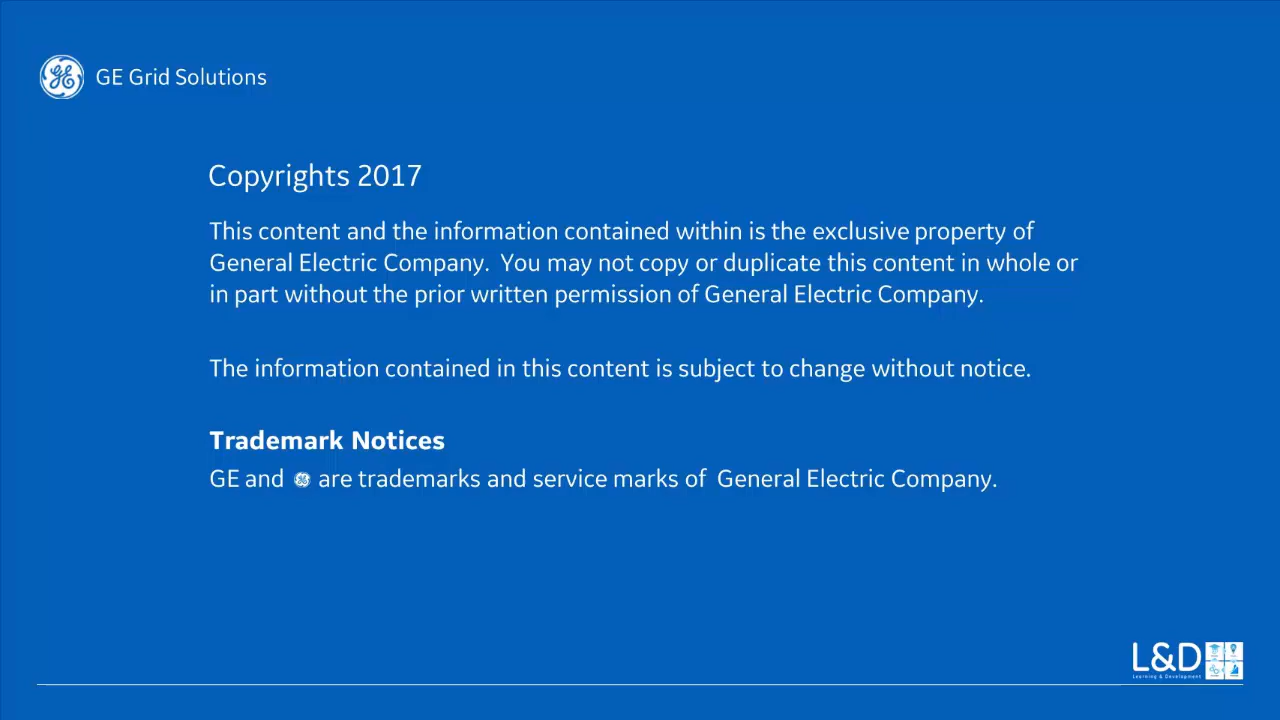 GE Grid Solutions
Copyrights 2017
This content and the information contained within is the exclusive property of
General Electric Company.  You may not copy or duplicate this content in whole or
in part without the prior written permission of General Electric Company.
The information contained in this content is subject to change without notice.
Trademark Notices
GE and GE are trademarks and service marks of  General Electric Company.
L&D
Learning & Development